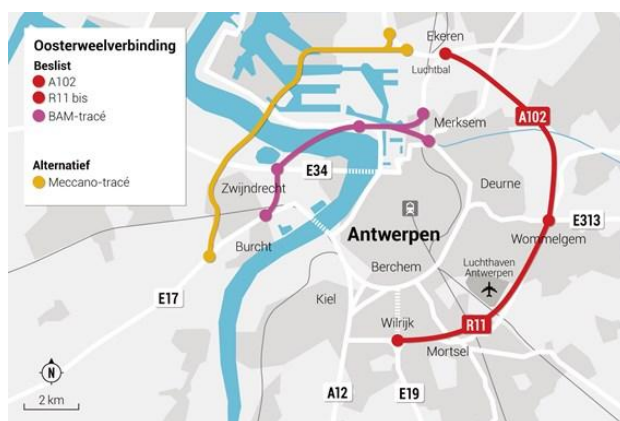 Oosterweelverbinding
Beslist
A102
R11 bis
BAM-tracé
Alternatief
Meccano-tracé
Ekeren
Luchtbal
Merksem
A102
E34
Zwijndrecht
Deurne
E313
Wommelgem
Antwerpen
Burcht
Berchem
Luchthaven
Antwerpen
E17
Kiel
Wilrijk
R11
Mortsel
N
2 km
A12
E19